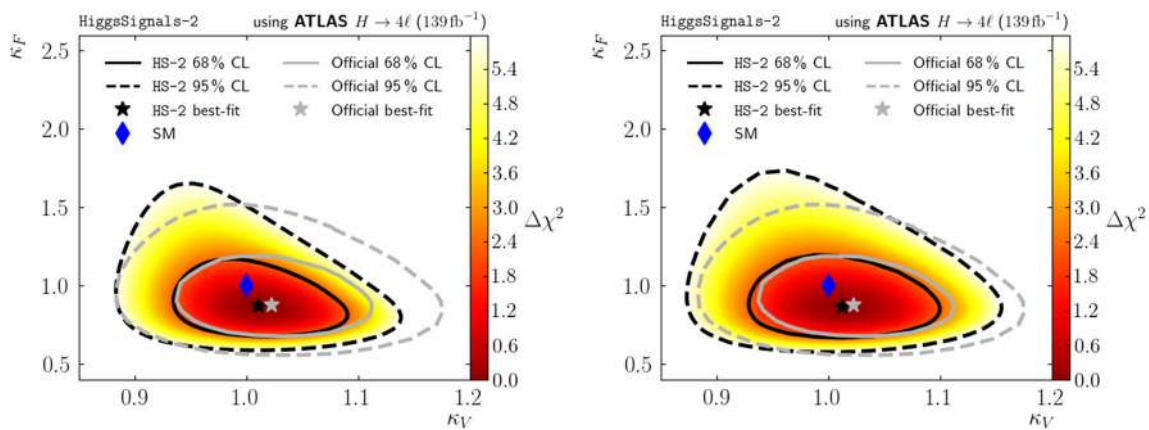 HiggsSignals-2 using ATLAS H → 4ℓ (139 fb⁻¹)
κ_F
2.5
2.0
1.5
1.0
0.5
HS-2 68% CL Official 68% CL
HS-2 95% CL Official 95% CL
HS-2 best-fit Official best-fit
SM
0.9 1.0 1.1 1.2
κ_V
5.4
4.8
4.2
3.6
3.0
2.4
1.8
1.2
0.6
0.0
Δχ²
HiggsSignals-2 using ATLAS H → 4ℓ (139 fb⁻¹)
κ_F
2.5
2.0
1.5
1.0
0.5
HS-2 68% CL Official 68% CL
HS-2 95% CL Official 95% CL
HS-2 best-fit Official best-fit
SM
0.9 1.0 1.1 1.2
κ_V
5.4
4.8
4.2
3.6
3.0
2.4
1.8
1.2
0.6
0.0
Δχ²